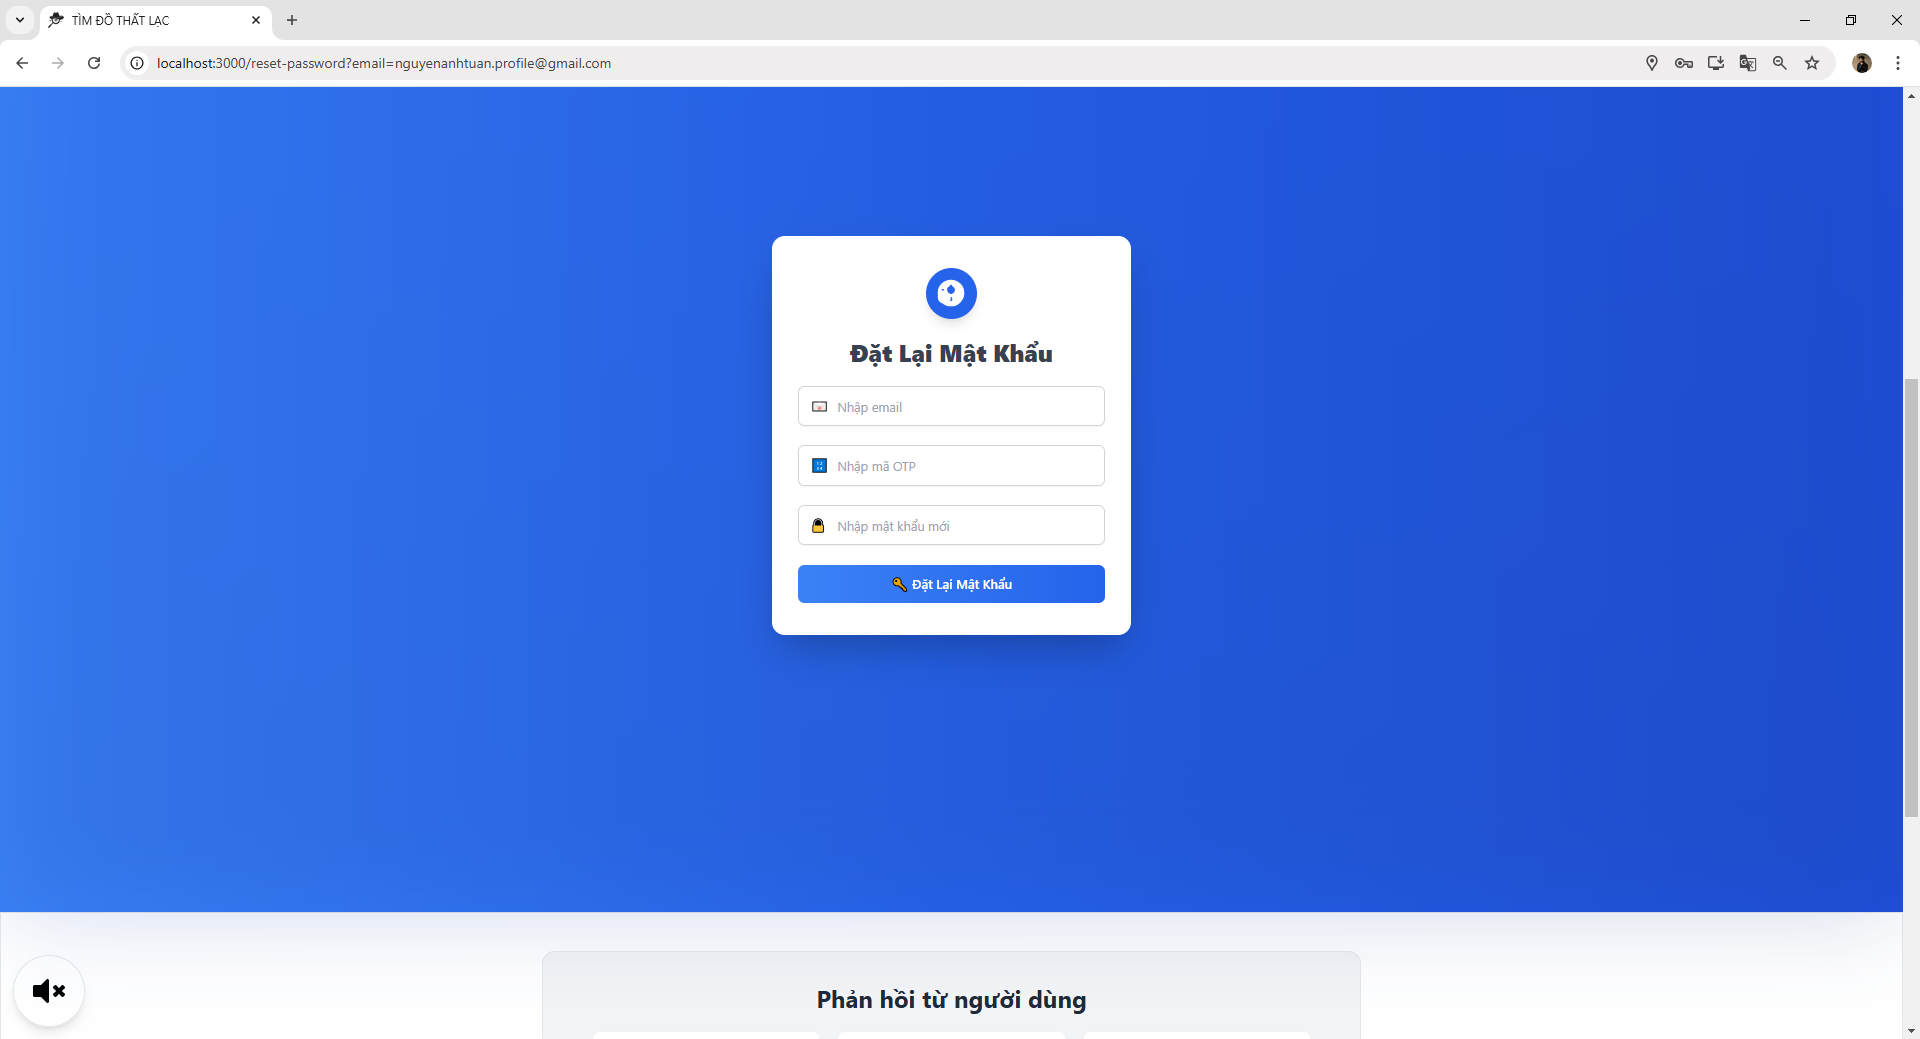 TÌM ĐỒ THẤT LẠC
localhost:3000/reset-password?email=nguyenanhtuan.profile@gmail.com
Đặt Lại Mật Khẩu
Nhập email
Nhập mã OTP
Nhập mật khẩu mới
Đặt Lại Mật Khẩu
Phản hồi từ người dùng